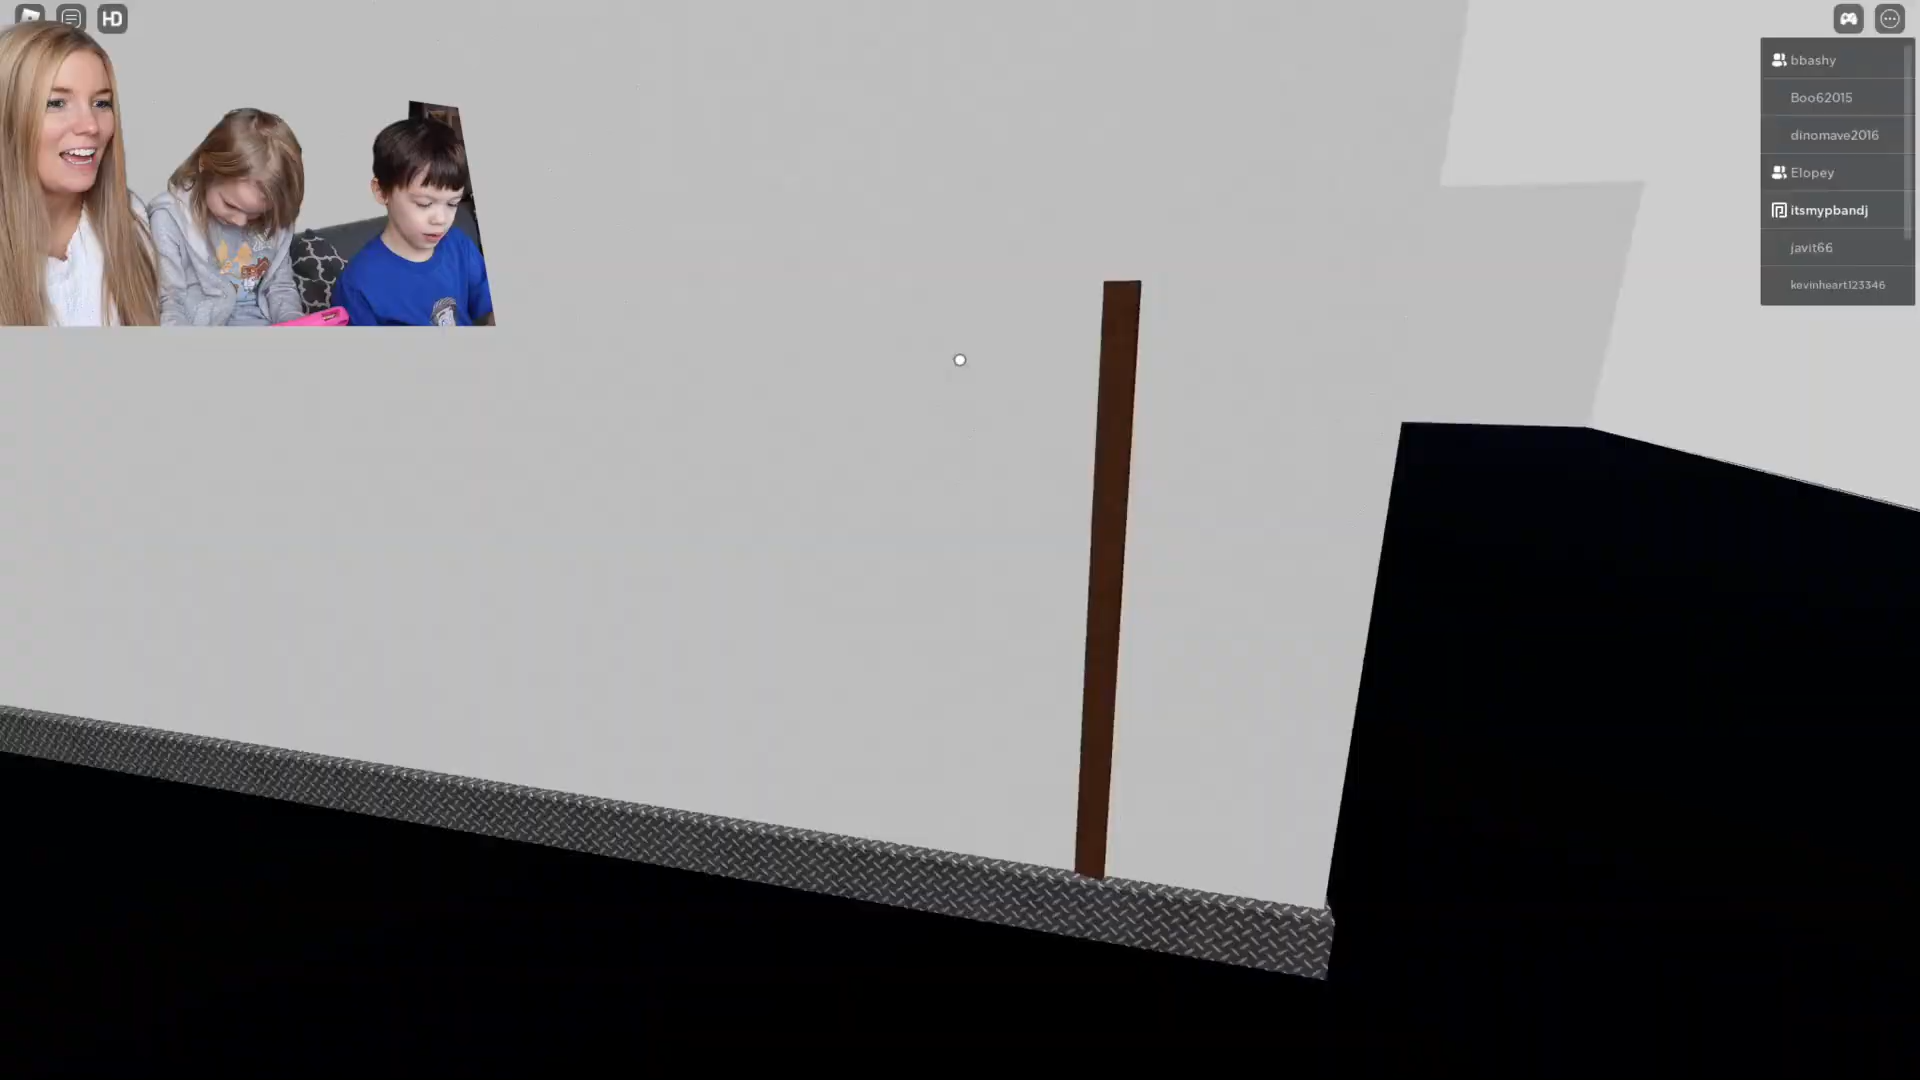 HD
bbashy
Boo62015
dinomave2016
Elopey
itsmypbandj
javit66
kevinheart123346